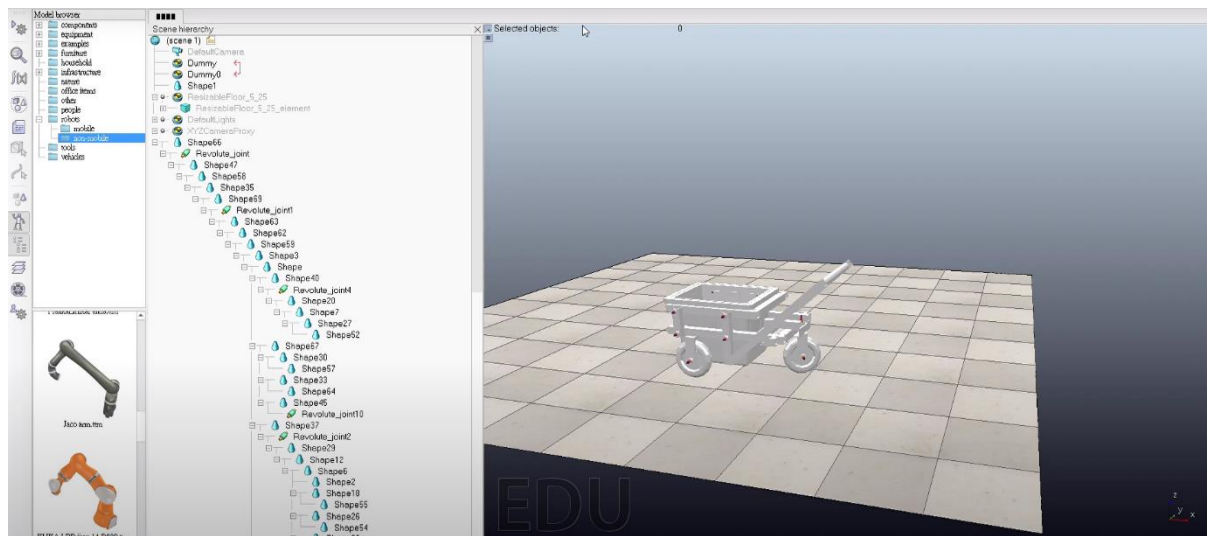 Model browser
components
equipment
examples
furniture
household
infrastructure
nature
office items
other
people
robots
mobile
non-mobile
tools
vehicles
Jaco arm.ttm
Scene hierarchy
(scene 1)
DefaultCamera
Dummy
Dummy0
Shape1
ResizableFloor_5_25
ResizableFloor_5_25_element
DefaultLights
XYZCameraProxy
Shape66
Revolute_joint
Shape47
Shape58
Shape35
Shape69
Revolute_joint1
Shape63
Shape62
Shape59
Shape3
Shape
Shape40
Revolute_joint4
Shape20
Shape7
Shape27
Shape52
Shape67
Shape30
Shape57
Shape33
Shape64
Shape45
Revolute_joint10
Shape37
Revolute_joint2
Shape29
Shape12
Shape6
Shape2
Shape18
Shape55
Shape26
Shape54
Selected objects: 0
EDU
z
y x